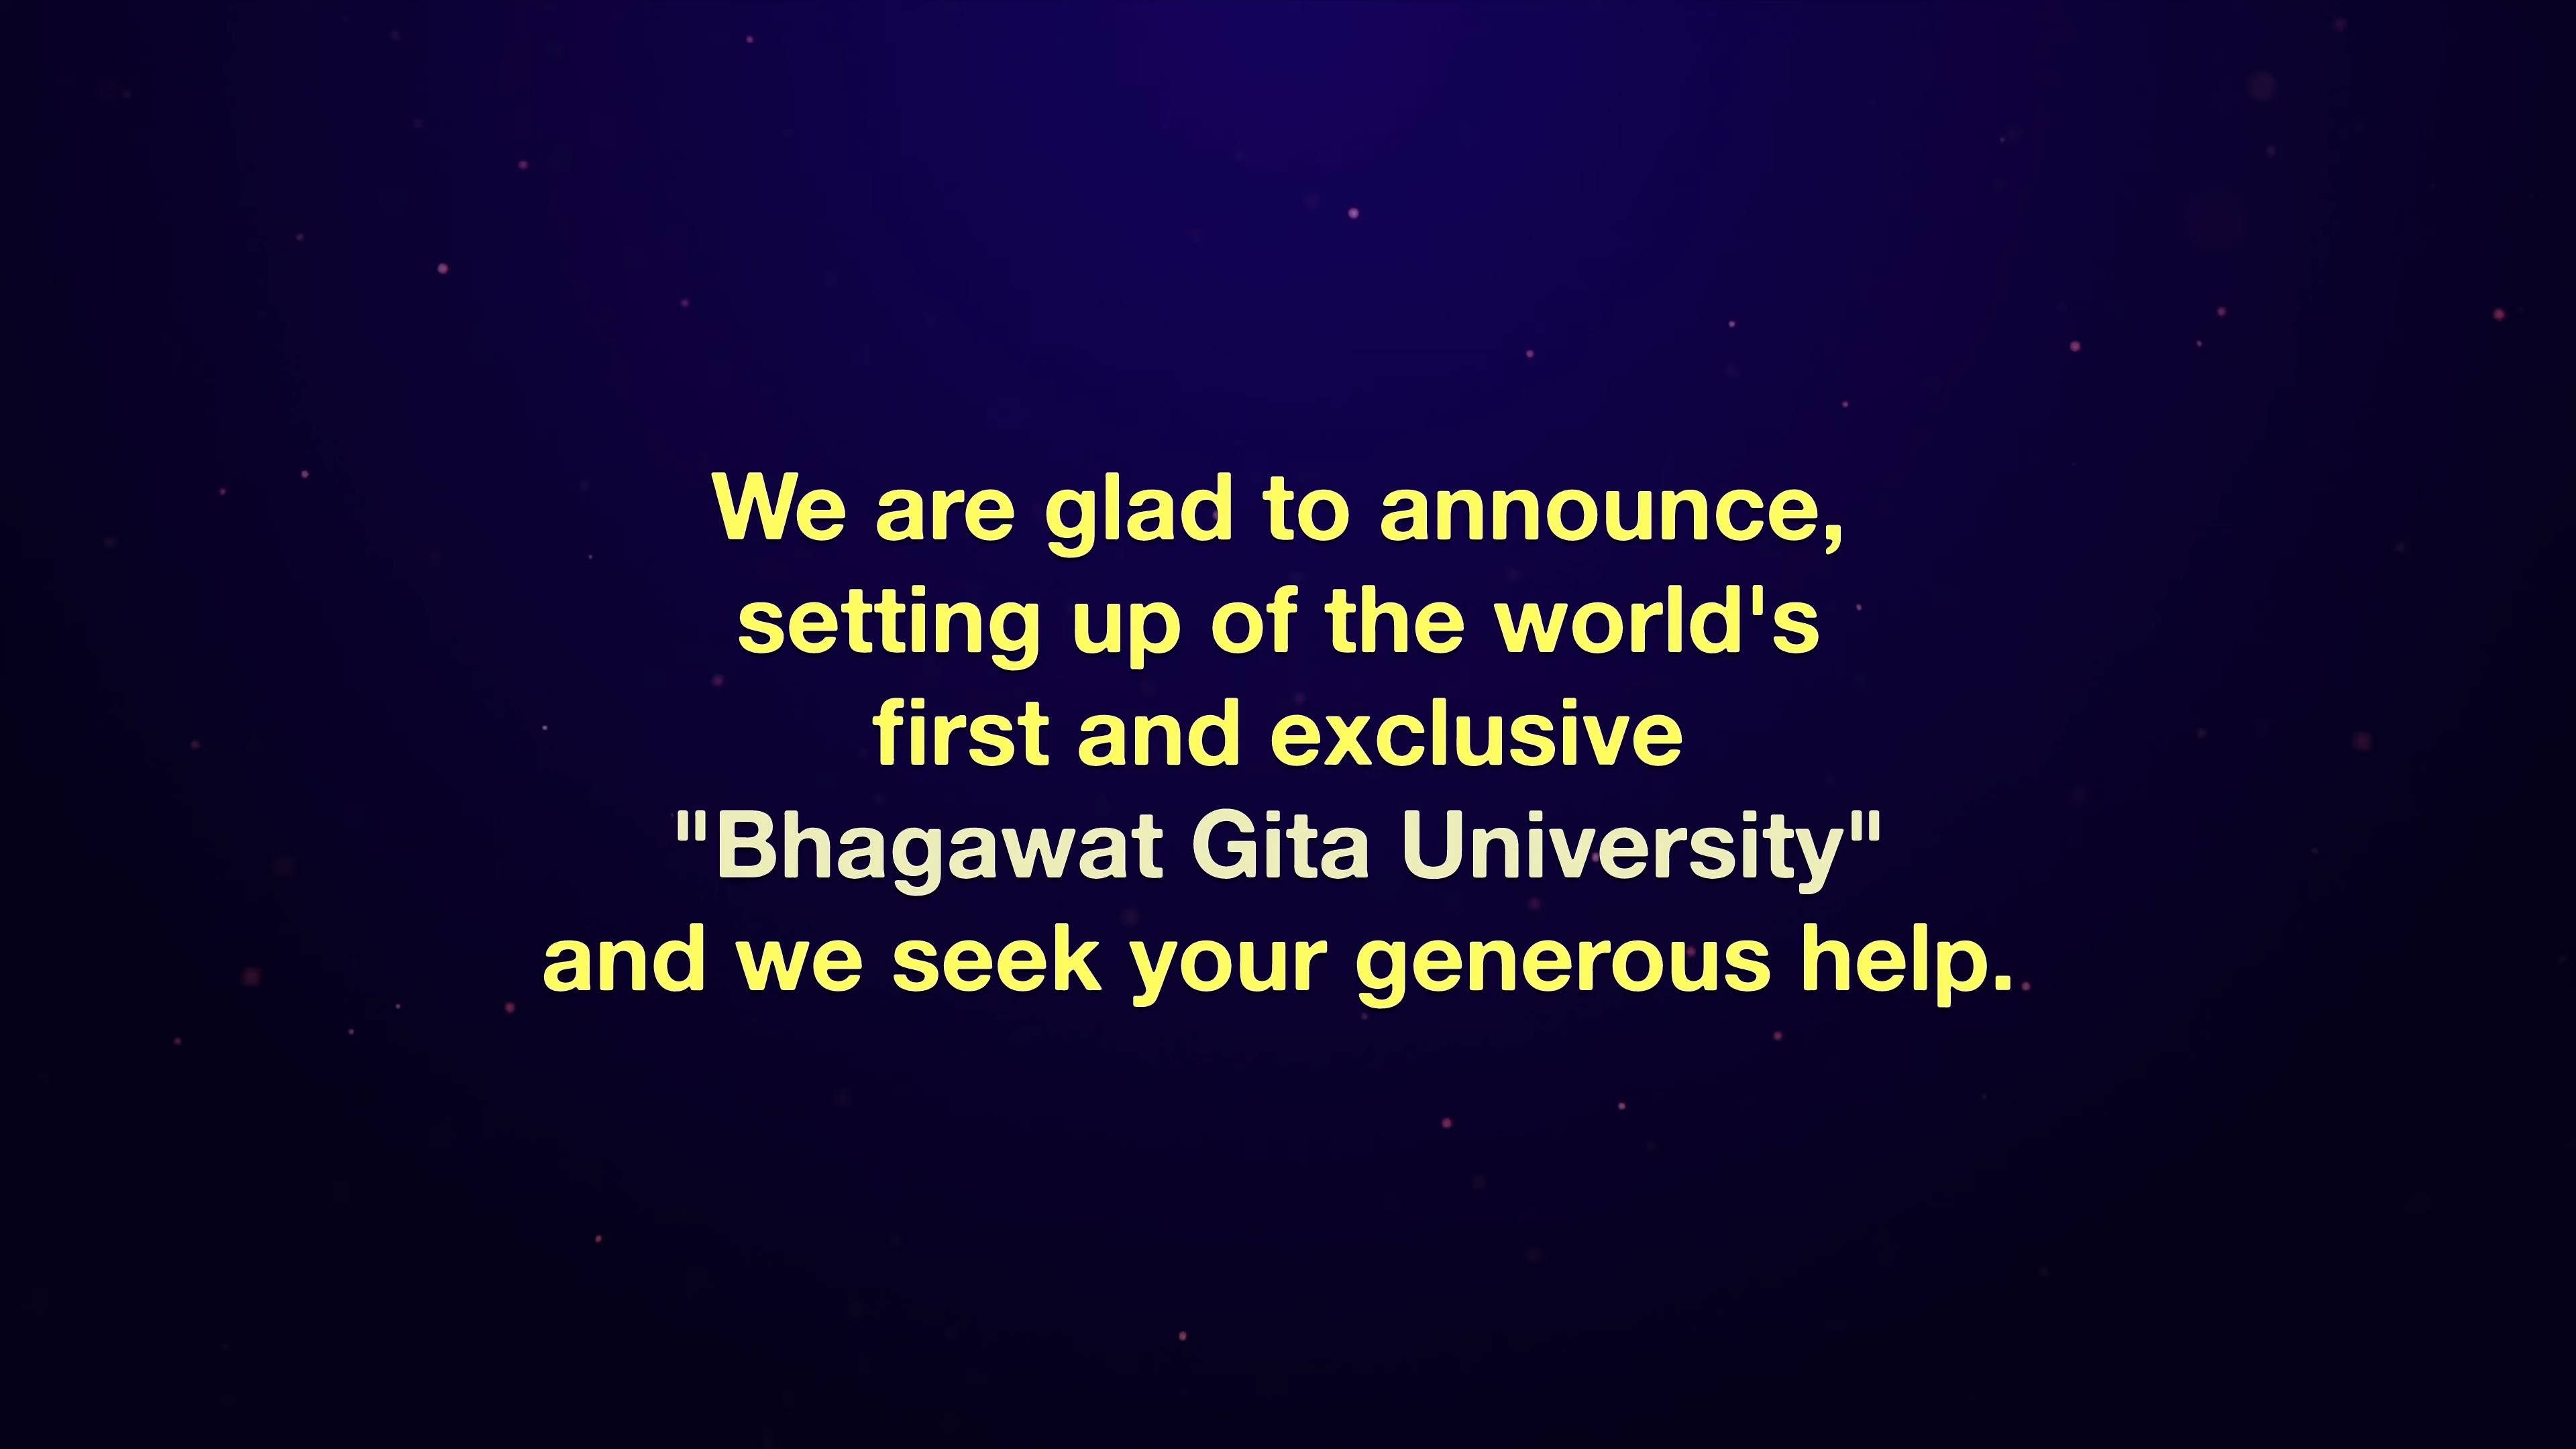 We are glad to announce,
setting up of the world's
first and exclusive
"Bhagawat Gita University"
and we seek your generous help.